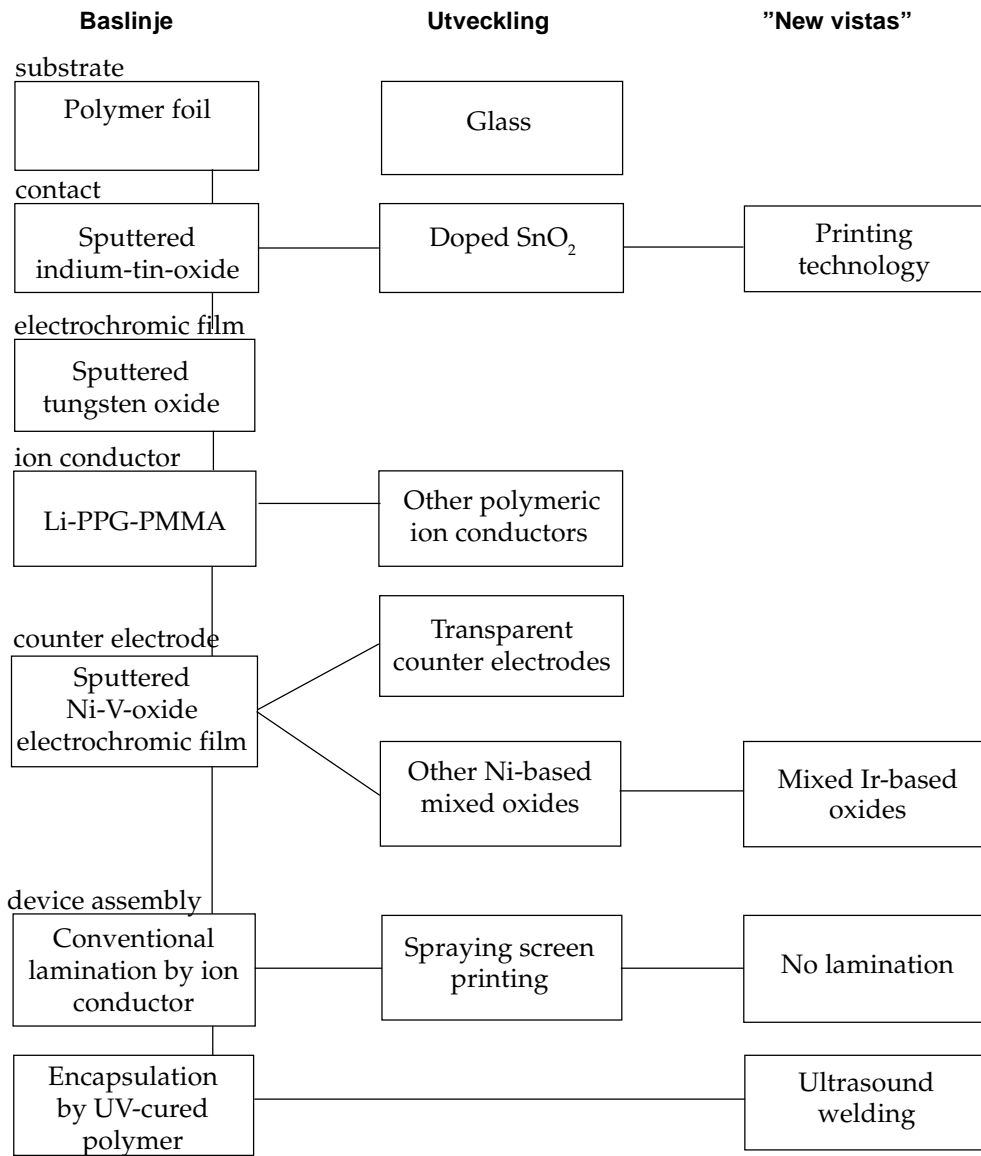 Baslinje
Utveckling
”New vistas”
substrate
Polymer foil
Glass
contact
Sputtered
indium-tin-oxide
Doped SnO₂
Printing
technology
electrochromic film
Sputtered
tungsten oxide
ion conductor
Li-PPG-PMMA
Other polymeric
ion conductors
counter electrode
Sputtered
Ni-V-oxide
electrochromic film
Transparent
counter electrodes
Other Ni-based
mixed oxides
Mixed Ir-based
oxides
device assembly
Conventional
lamination by ion
conductor
Spraying screen
printing
No lamination
Encapsulation
by UV-cured
polymer
Ultrasound
welding